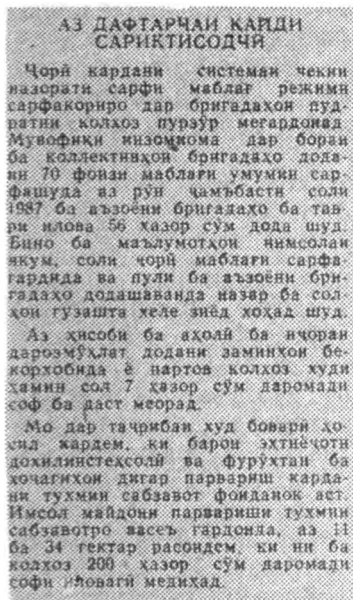 АЗ ДАФТАРЧАИ ҚАЙДИ
САРИҚТИСОДЧӢ
Ҷорӣ кардани системаи чекии
назорати сарфи маблағ режими
сарфакориро дар бригадаҳои пуд-
ратии колхоз пурзӯр мегардонад.
Мувофиқи низомнома дар бораи
ба коллективҳои бригадаҳо дода-
ни 70 фоизи маблағи умумии сар-
фашуда аз рӯи ҷамъбасти соли
1987 ба аъзоёни бригадаҳо ба тав-
ри илова 56 ҳазор сӯм дода шуд.
Бино ба маълумотҳои нимсолаи
якум, соли ҷорӣ маблағи сарфа-
гардида ва пули ба аъзоёни бри-
гадаҳо додашаванда назар ба сол-
ҳои гузашта хеле зиёд хоҳад шуд.
Аз ҳисоби ба аҳолӣ ба иҷораи
дарозмӯҳлат додани заминҳои бе-
корхобида ё партов колхоз худи
ҳамин сол 7 ҳазор сӯм даромади
соф ба даст меорад.
Мо дар таҷрибаи худ боварӣ ҳо-
сил кардем, ки барои эҳтиёҷоти
дохилиистеҳсолӣ ва фурӯхтан ба
хоҷагиҳои дигар парвариш карда-
ни тухмии сабзавот фоиданок аст.
Имсол майдони парвариши тухмии
сабзавотро васеъ гардонда, аз 11
ба 34 гектар расондем, ки ин ба
колхоз 200 ҳазор сӯм даромади
софи иловагӣ медиҳад.